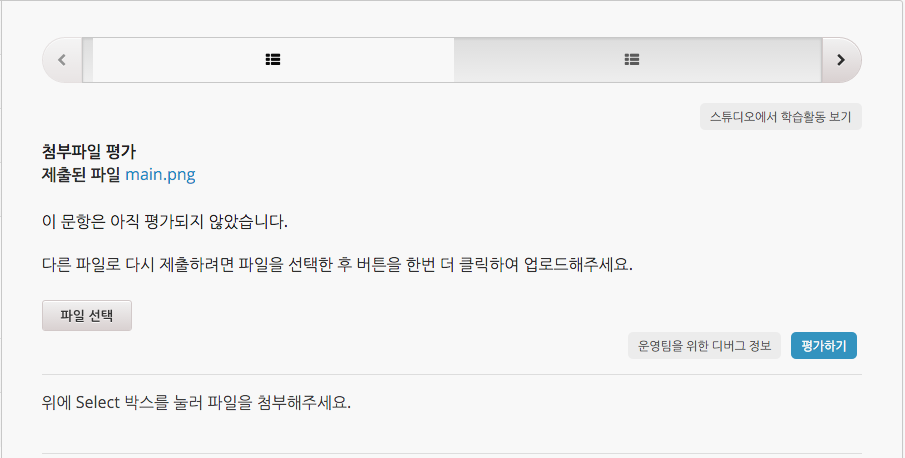 스튜디오에서 학습활동 보기
첨부파일 평가
제출된 파일 main.png
이 문항은 아직 평가되지 않았습니다.
다른 파일로 다시 제출하려면 파일을 선택한 후 버튼을 한번 더 클릭하여 업로드해주세요.
파일 선택
운영팀을 위한 디버그 정보
평가하기
위에 Select 박스를 눌러 파일을 첨부해주세요.